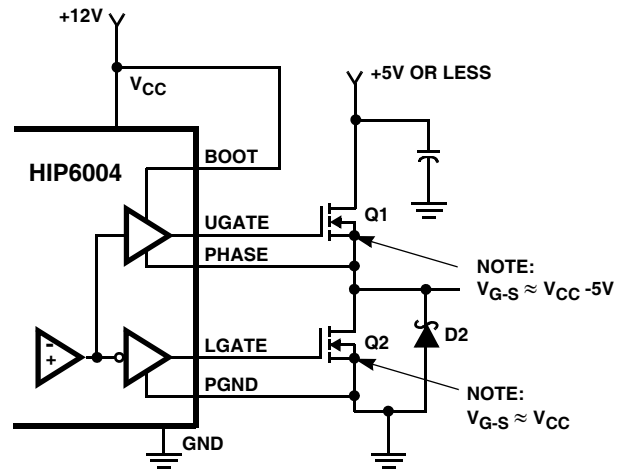 +12V
VCC
+5V OR LESS
BOOT
HIP6004
UGATE
Q1
PHASE
NOTE:
VG-S ≈ VCC -5V
- +
LGATE
Q2
D2
PGND
NOTE:
VG-S ≈ VCC
GND